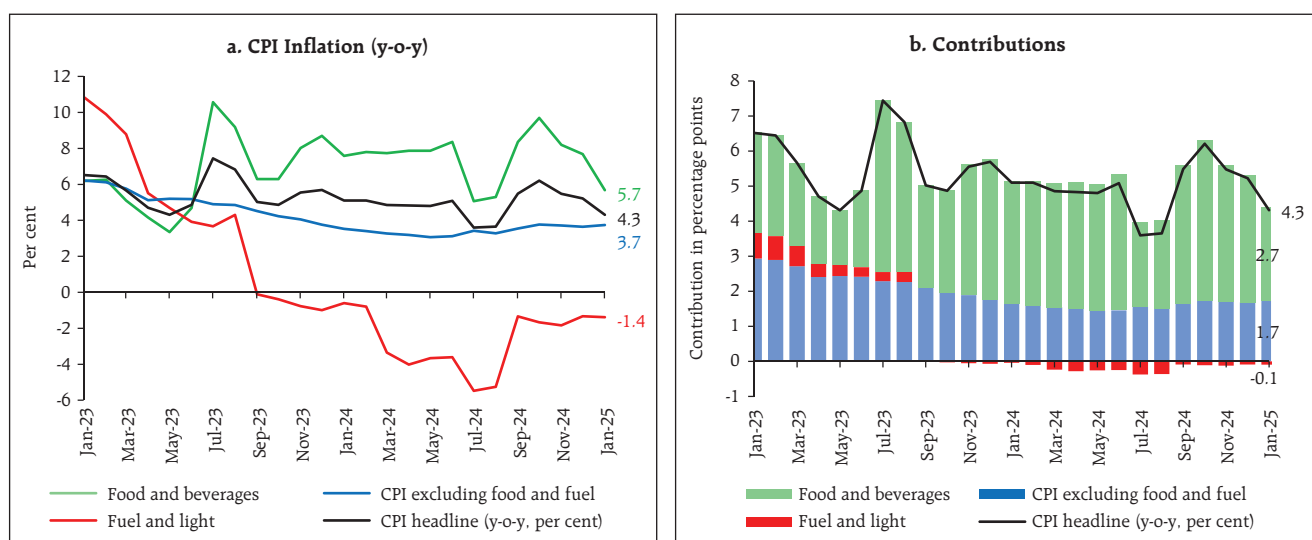 a. CPI Inflation (y-o-y)
Per cent
12
10
8
6
4
2
0
-2
-4
-6
5.7
4.3
3.7
-1.4
Jan-23
Mar-23
May-23
Jul-23
Sep-23
Nov-23
Jan-24
Mar-24
May-24
Jul-24
Sep-24
Nov-24
Jan-25
Food and beverages
CPI excluding food and fuel
Fuel and light
CPI headline (y-o-y, per cent)
b. Contributions
Contribution in percentage points
8
7
6
5
4
3
2
1
0
-1
4.3
2.7
1.7
-0.1
Jan-23
Mar-23
May-23
Jul-23
Sep-23
Nov-23
Jan-24
Mar-24
May-24
Jul-24
Sep-24
Nov-24
Jan-25
Food and beverages
CPI excluding food and fuel
Fuel and light
CPI headline (y-o-y, per cent)